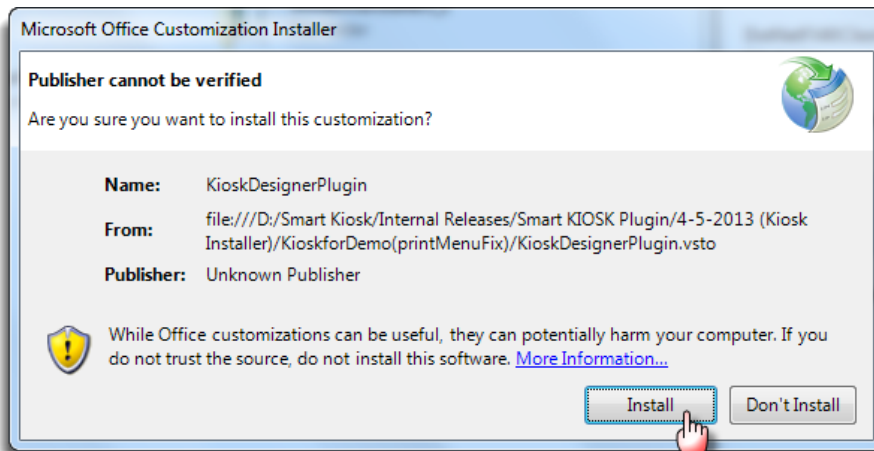 Microsoft Office Customization Installer
Publisher cannot be verified
Are you sure you want to install this customization?
Name: KioskDesignerPlugin
From: file:///D:/Smart Kiosk/Internal Releases/Smart KIOSK Plugin/4-5-2013 (Kiosk
Installer)/KioskforDemo(printMenuFix)/KioskDesignerPlugin.vsto
Publisher: Unknown Publisher
While Office customizations can be useful, they can potentially harm your computer. If you
do not trust the source, do not install this software. More Information...
Install Don't Install